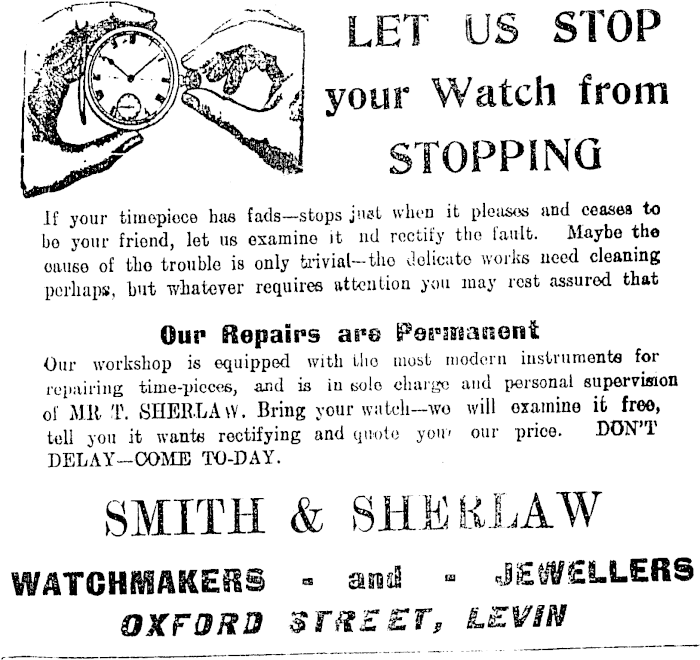 LET US STOP
your Watch from
STOPPING
If your timepiece has fads—stops just when it pleases and ceases to
be your friend, let us examine it nd rectify the fault. Maybe the
cause of the trouble is only trivial—the delicate works need cleaning
perhaps, but whatever requires attention you may rest assured that
Our Repairs are Permanent
Our workshop is equipped with the most modern instruments for
repairing time-pieces, and is in sole charge and personal supervision
of MR T. SHERLAW. Bring your watch—we will examine it free,
tell you it wants rectifying and quote you our price. DON'T
DELAY—COME TO-DAY.
SMITH & SHERLAW
WATCHMAKERS - and - JEWELLERS
OXFORD STREET, LEVIN